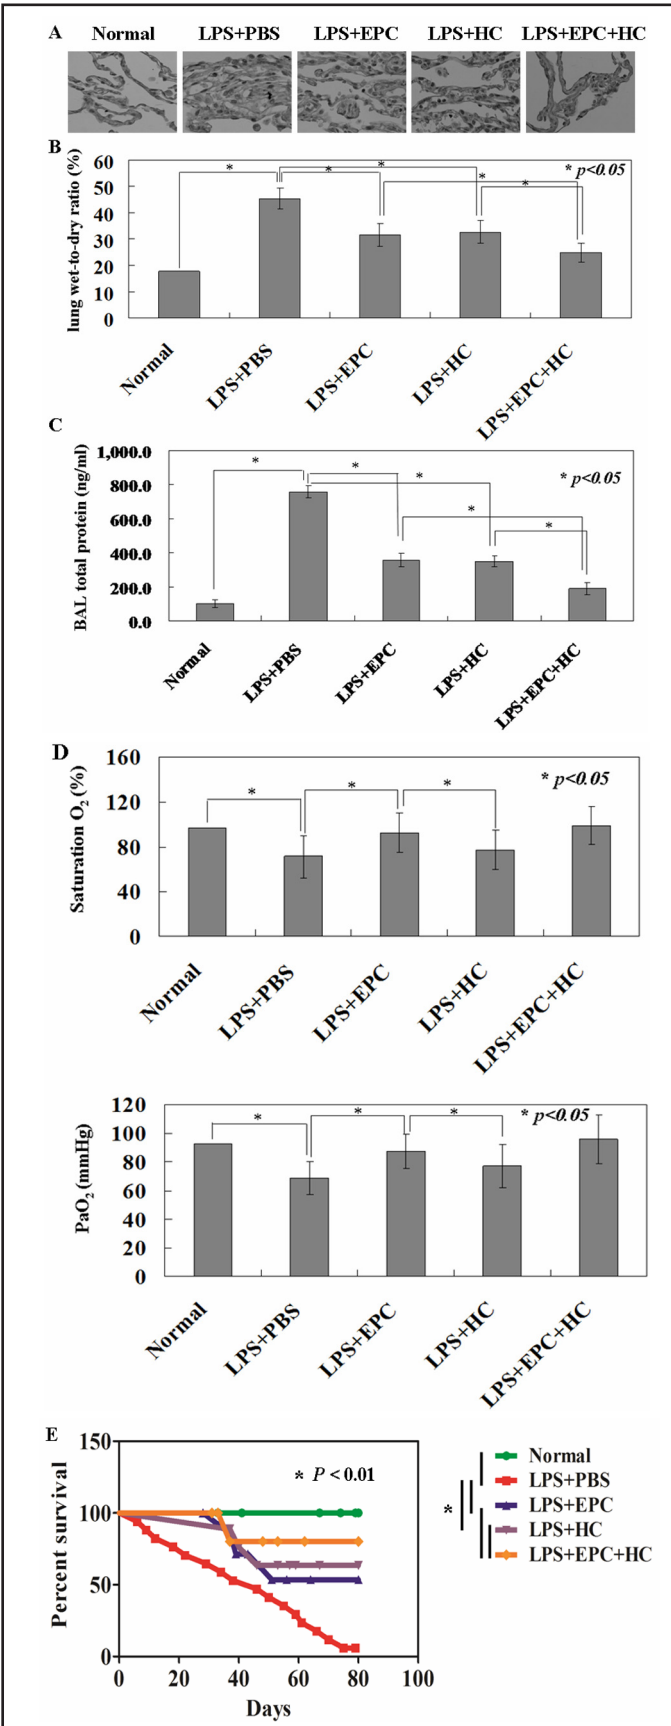 A Normal LPS+PBS LPS+EPC LPS+HC LPS+EPC+HC
B
lung wet-to-dry ratio (%)
60
50
40
30
20
10
0
* * * * *
* p<0.05
Normal LPS+PBS LPS+EPC LPS+HC LPS+EPC+HC
C
BAL total protein (ng/ml)
1,000.0
800.0
600.0
400.0
200.0
0.0
* * * * *
* p<0.05
Normal LPS+PBS LPS+EPC LPS+HC LPS+EPC+HC
D
Saturation O2 (%)
160
120
80
40
0
* * *
* p<0.05
Normal LPS+PBS LPS+EPC LPS+HC LPS+EPC+HC
PaO2 (mmHg)
120
100
80
60
40
20
0
* * *
* p<0.05
Normal LPS+PBS LPS+EPC LPS+HC LPS+EPC+HC
E
Percent survival
150
100
50
0
0 20 40 60 80 100
Days
* P < 0.01
*
Normal
LPS+PBS
LPS+EPC
LPS+HC
LPS+EPC+HC